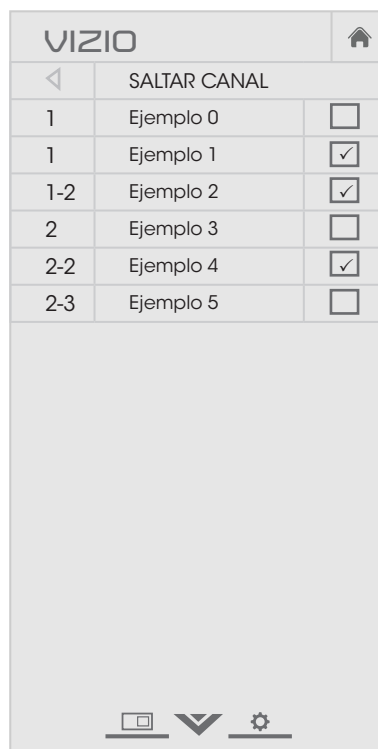 VIZIO
SALTAR CANAL
1 Ejemplo 0
1 Ejemplo 1
1-2 Ejemplo 2
2 Ejemplo 3
2-2 Ejemplo 4
2-3 Ejemplo 5